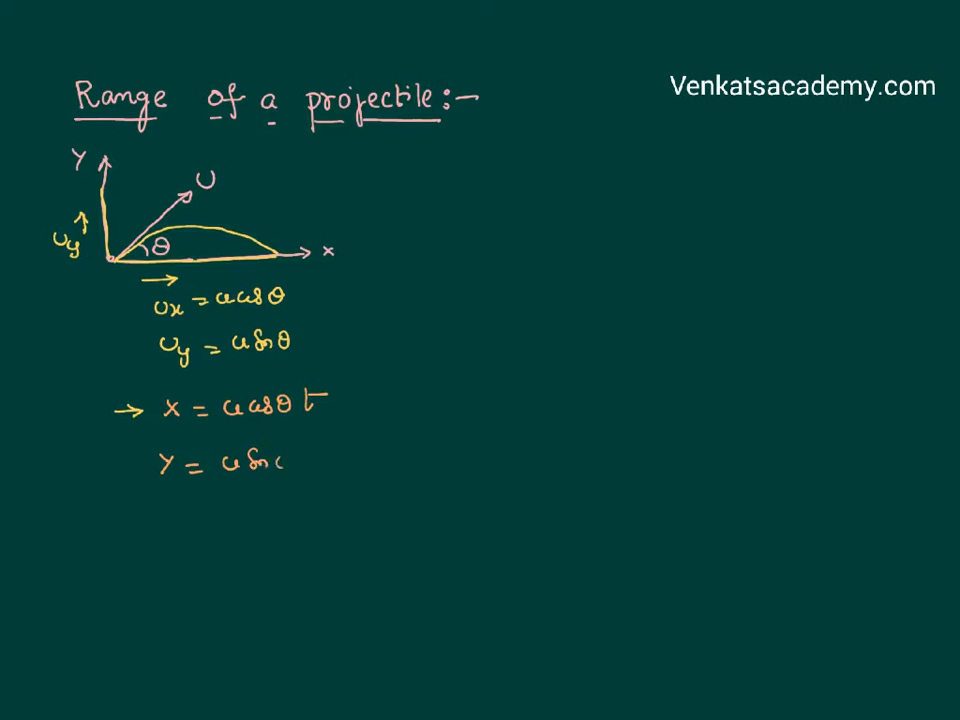 Range of a projectile:-
Venkatsacademy.com
Y
U
uy
θ
x
ux = u cos θ
uy = u sin θ
→ x = u cos θ t
y = u sin